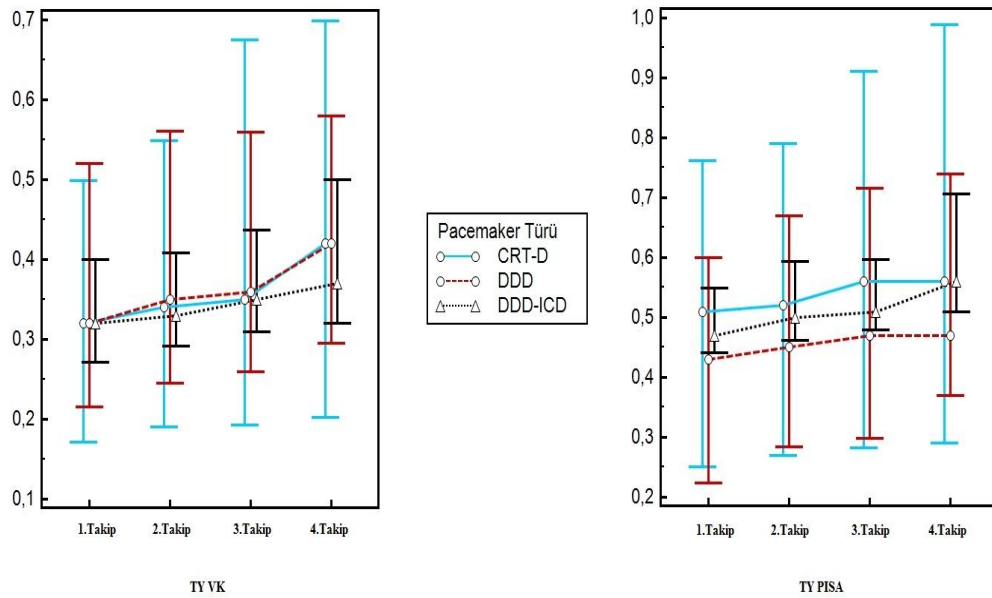 0,7
0,6
0,5
0,4
0,3
0,2
0,1
1.Takip 2.Takip 3.Takip 4.Takip
TY VK
Pacemaker Türü
CRT-D
DDD
DDD-ICD
1,0
0,9
0,8
0,7
0,6
0,5
0,4
0,3
0,2
1.Takip 2.Takip 3.Takip 4.Takip
TY PISA